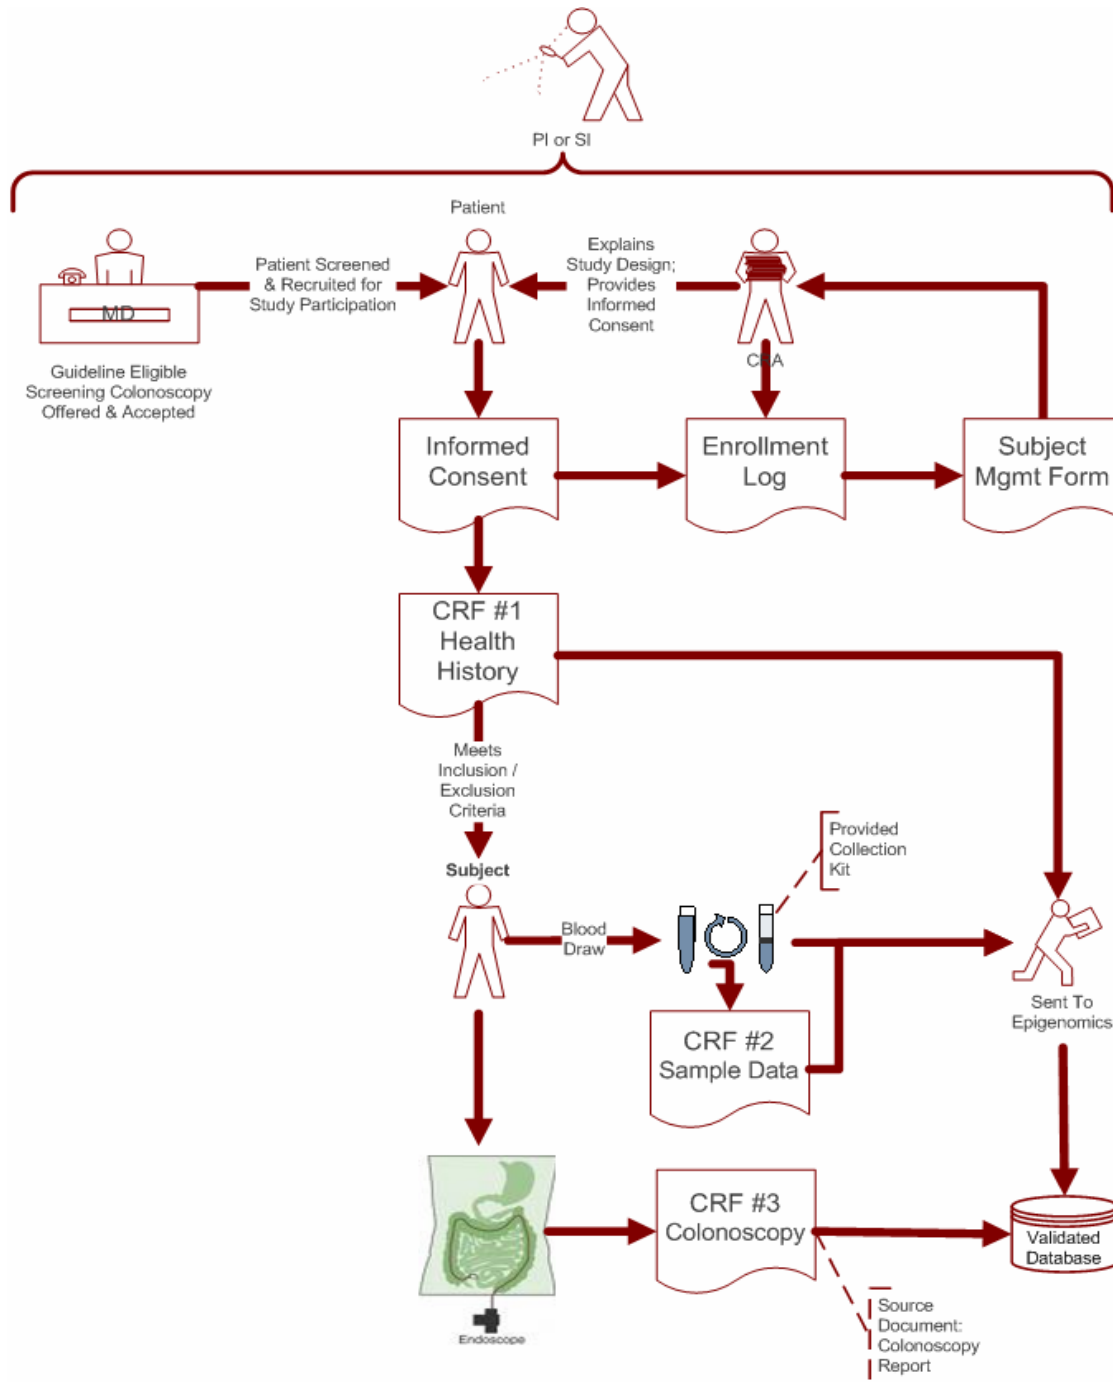 PI or SI
Patient
Patient Screened
& Recruited for
Study Participation
Explains
Study Design;
Provides
Informed
Consent
MD
CRA
Guideline Eligible
Screening Colonoscopy
Offered & Accepted
Informed
Consent
Enrollment
Log
Subject
Mgmt Form
CRF #1
Health
History
Meets
Inclusion /
Exclusion
Criteria
Subject
Blood
Draw
Provided
Collection
Kit
Sent To
Epigenomics
CRF #2
Sample Data
CRF #3
Colonoscopy
Validated
Database
Endoscope
Source
Document:
Colonoscopy
Report